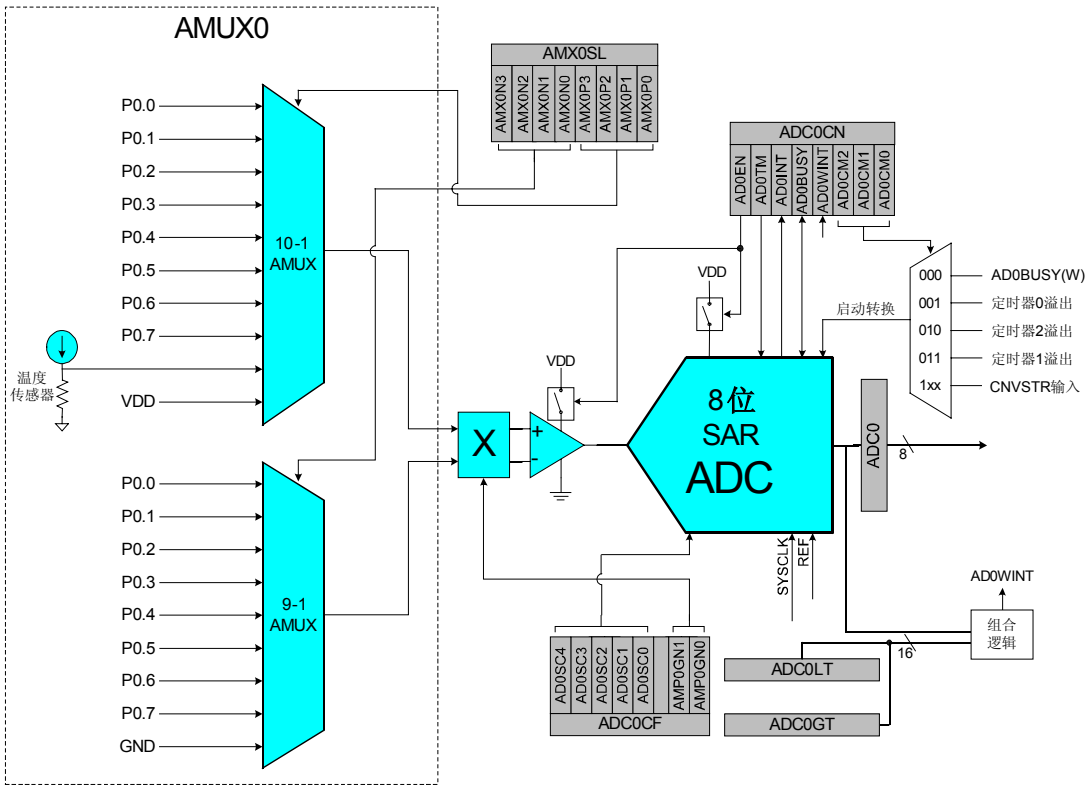 AMUX0
P0.0
P0.1
P0.2
P0.3
P0.4
P0.5
P0.6
P0.7
温度
传感器
VDD
10-1
AMUX
P0.0
P0.1
P0.2
P0.3
P0.4
P0.5
P0.6
P0.7
GND
9-1
AMUX
AMX0SL
AMX0N3
AMX0N2
AMX0N1
AMX0N0
AMX0P3
AMX0P2
AMX0P1
AMX0P0
ADC0CN
AD0EN
AD0TM
AD0INT
AD0BUSY
AD0WINT
AD0CM2
AD0CM1
AD0CM0
VDD
VDD
启动转换
000
001
010
011
1xx
AD0BUSY(W)
定时器0溢出
定时器2溢出
定时器1溢出
CNVSTR输入
X
+
-
8位
SAR
ADC
ADC0
8
SYSCLK
REF
AD0WINT
组合
逻辑
16
AD0SC4
AD0SC3
AD0SC2
AD0SC1
AD0SC0
AMP0GN1
AMP0GN0
ADC0CF
ADC0LT
ADC0GT